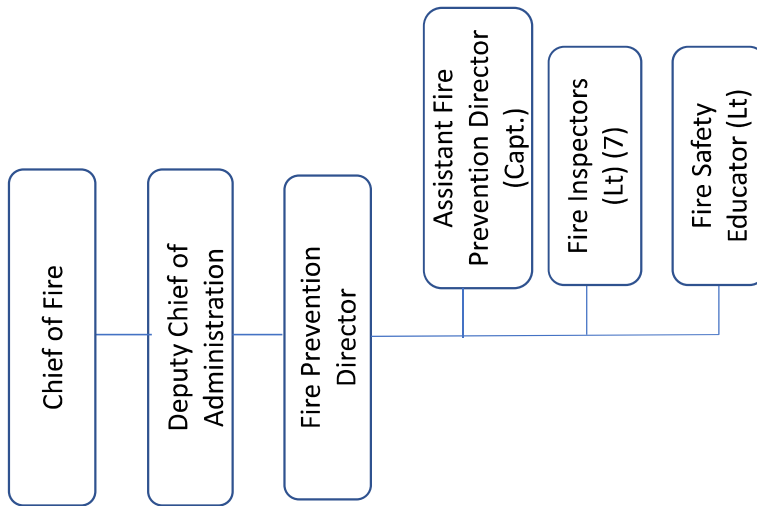 Chief of Fire
Deputy Chief of
Administration
Fire Prevention
Director
Assistant Fire
Prevention Director
(Capt.)
Fire Inspectors
(Lt) (7)
Fire Safety
Educator (Lt)